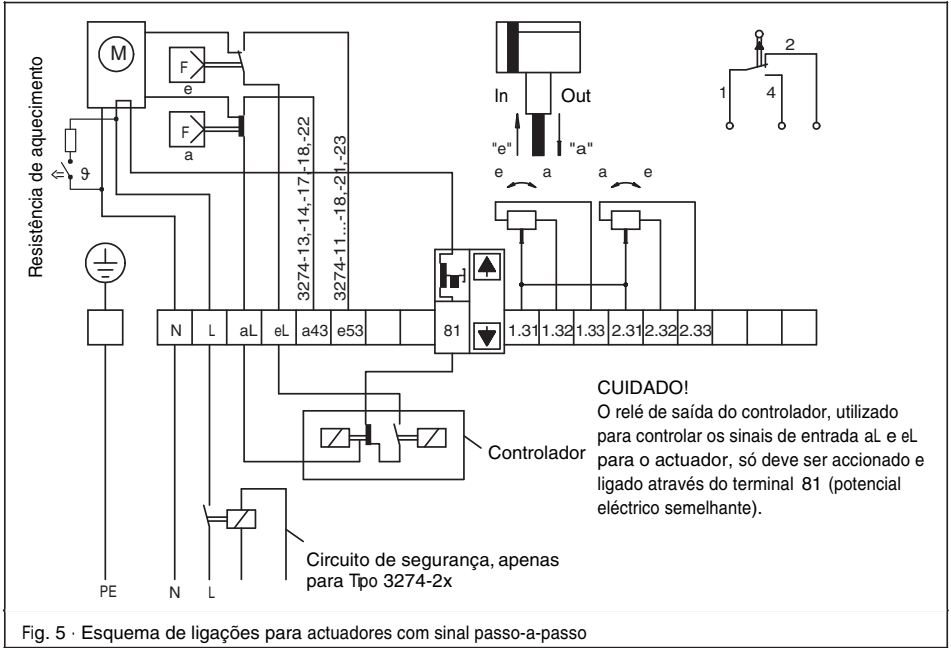 Resistência de aquecimento
M
F
e
F
a
ϑ
3274-13,-14,-17,-18,-22
3274-11...-18,-21,-23
In Out
"e" "a"
e a a e
1 2 4
N L aL eL a43 e53 81 1.31 1.32 1.33 2.31 2.32 2.33
Controlador
CUIDADO!
O relé de saída do controlador, utilizado
para controlar os sinais de entrada aL e eL
para o actuador, só deve ser accionado e
ligado através do terminal 81 (potencial
eléctrico semelhante).
Circuito de segurança, apenas
para Tipo 3274-2x
PE N L
Fig. 5 · Esquema de ligações para actuadores com sinal passo-a-passo